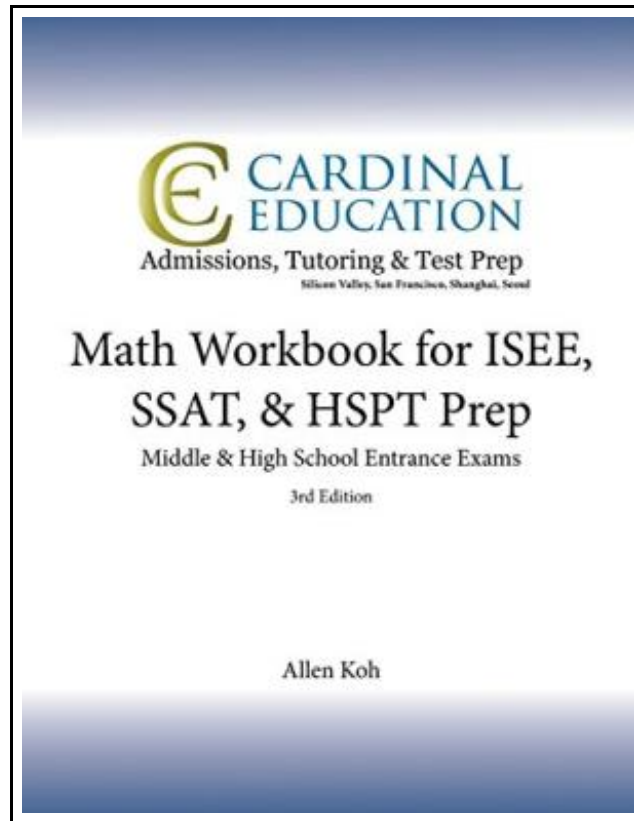 CARDINAL
EDUCATION
Admissions, Tutoring & Test Prep
Silicon Valley, San Francisco, Shanghai, Seoul
Math Workbook for ISEE,
SSAT, & HSPT Prep
Middle & High School Entrance Exams
3rd Edition
Allen Koh